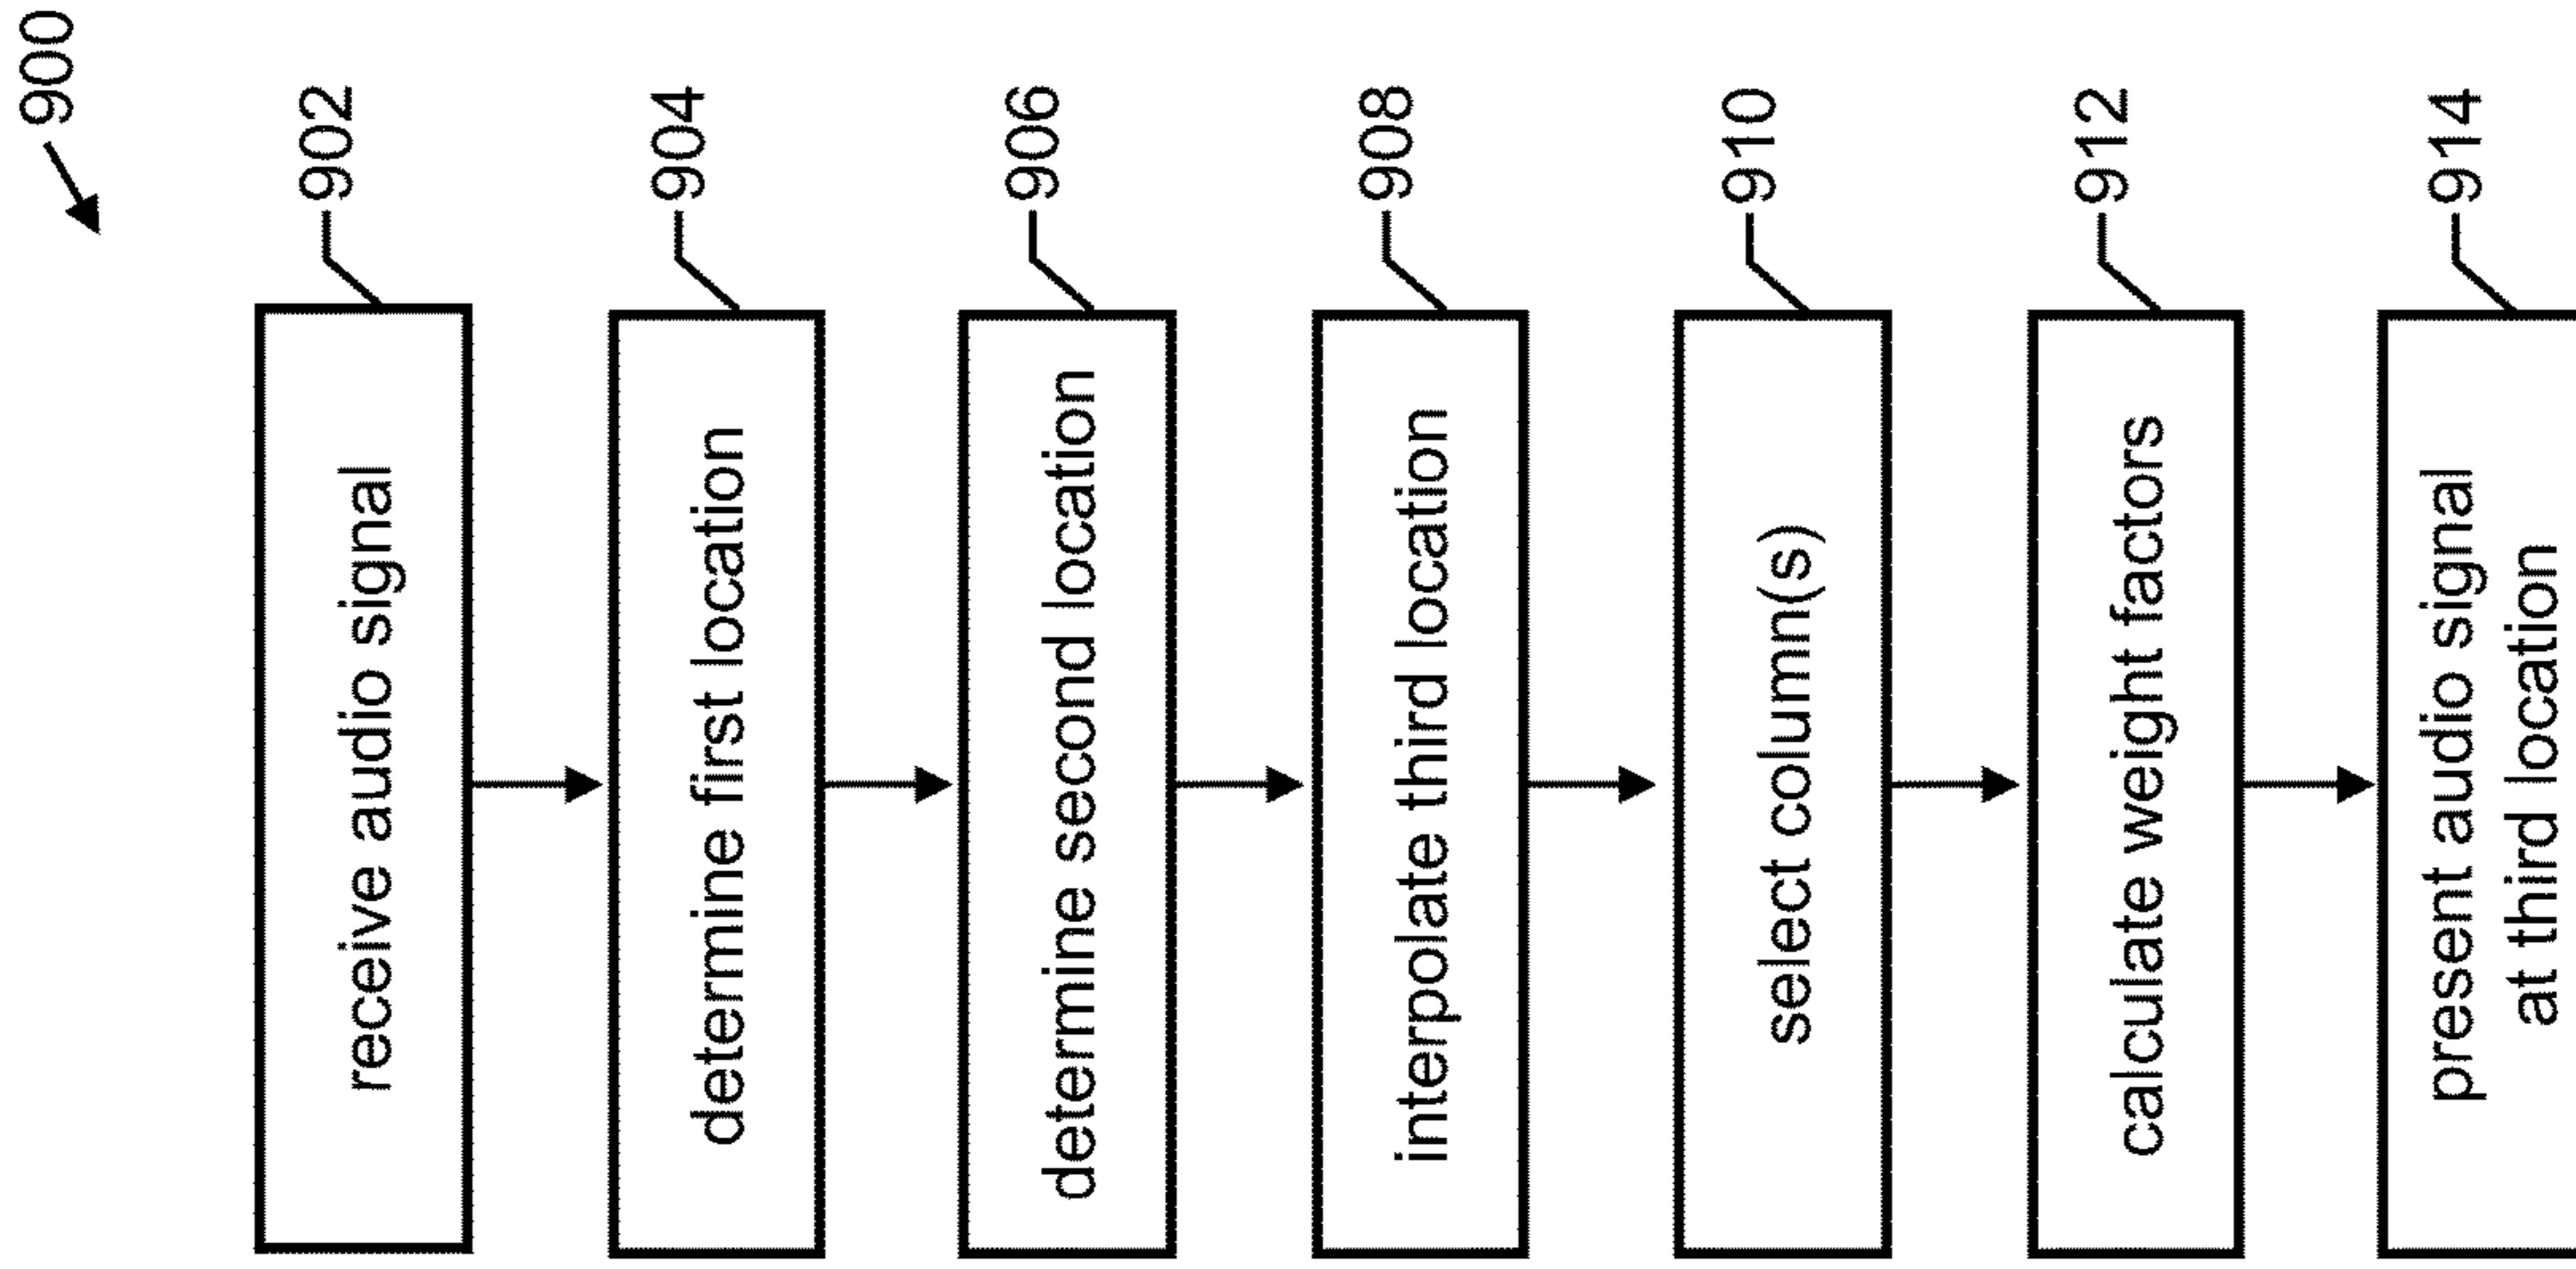 900
902
receive audio signal
904
determine first location
906
determine second location
908
interpolate third location
910
select column(s)
912
calculate weight factors
914
present audio signal
at third location